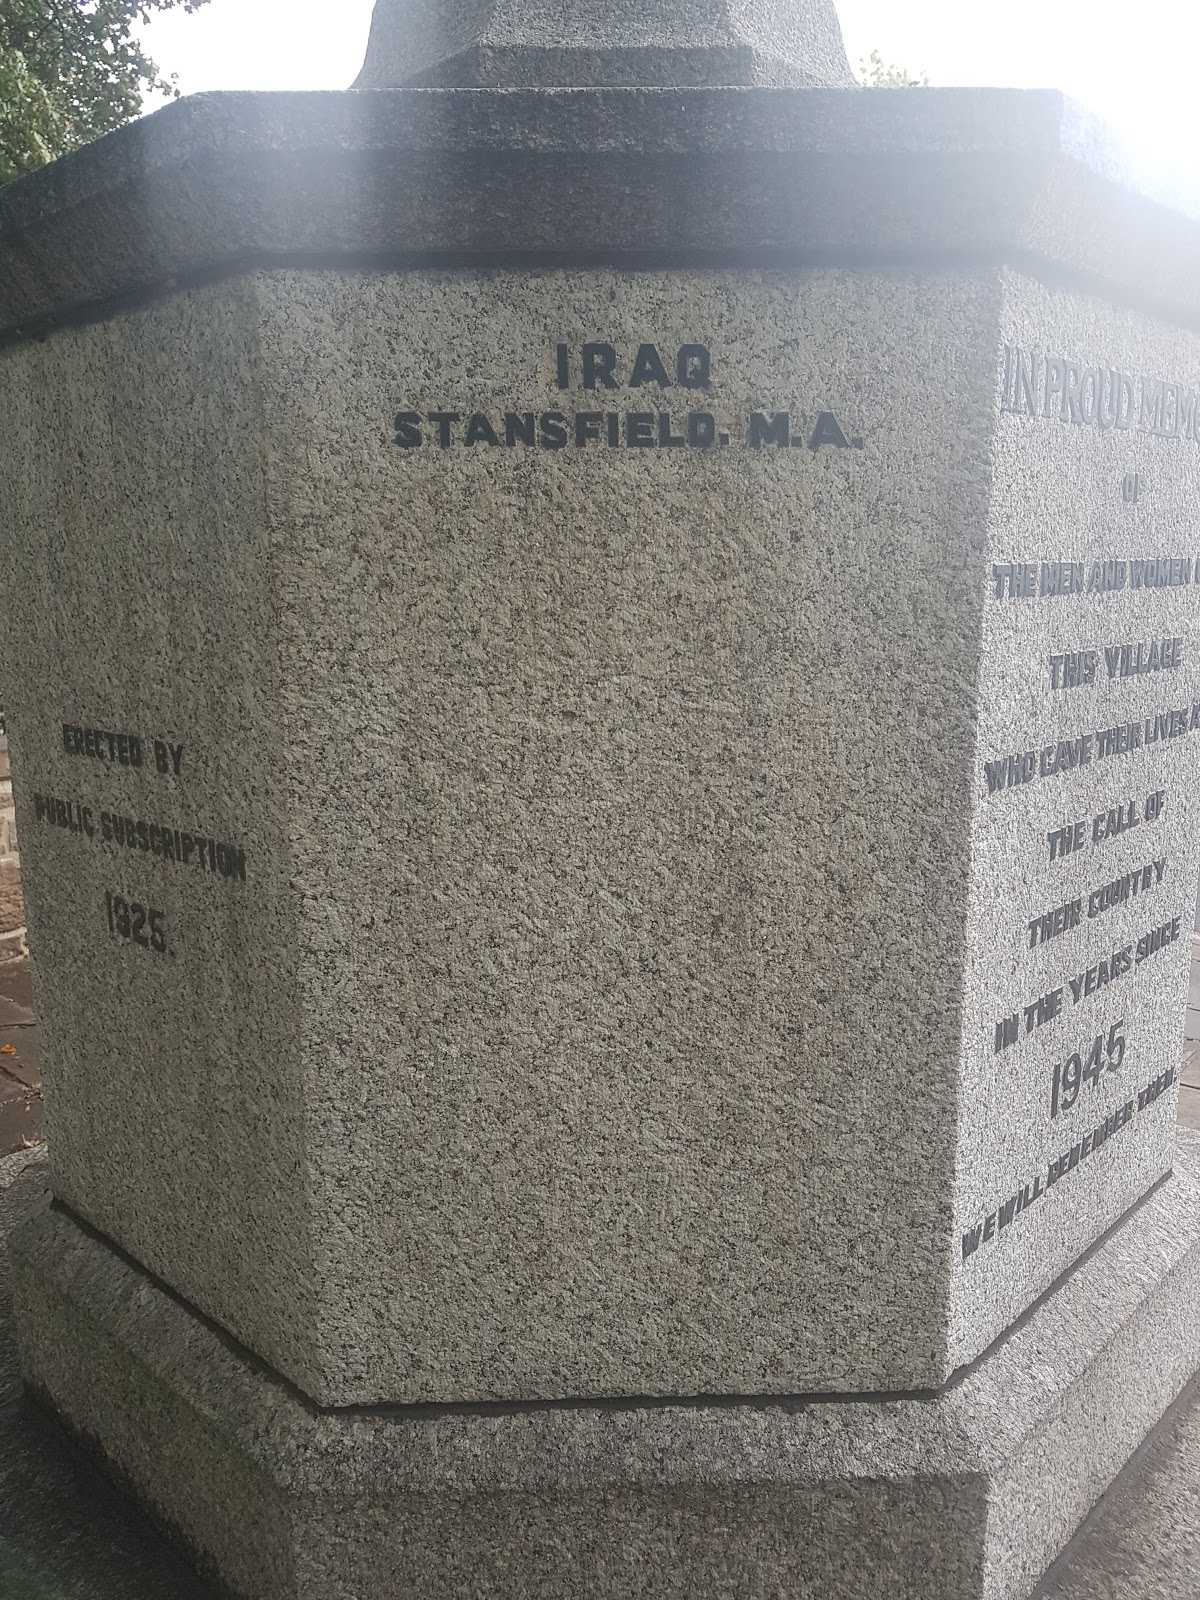 ERECTED BY
PUBLIC SUBSCRIPTION
1925.
IRAQ
STANSFIELD. M.A.
IN PROUD
OF
THE MEN AND WOMEN
THIS VILLAGE
WHO GAVE THEIR LIVES
THE CALL OF
THEIR COUNTRY
IN THE YEARS SINCE
1945
WE WILL REMEMBER THEM.